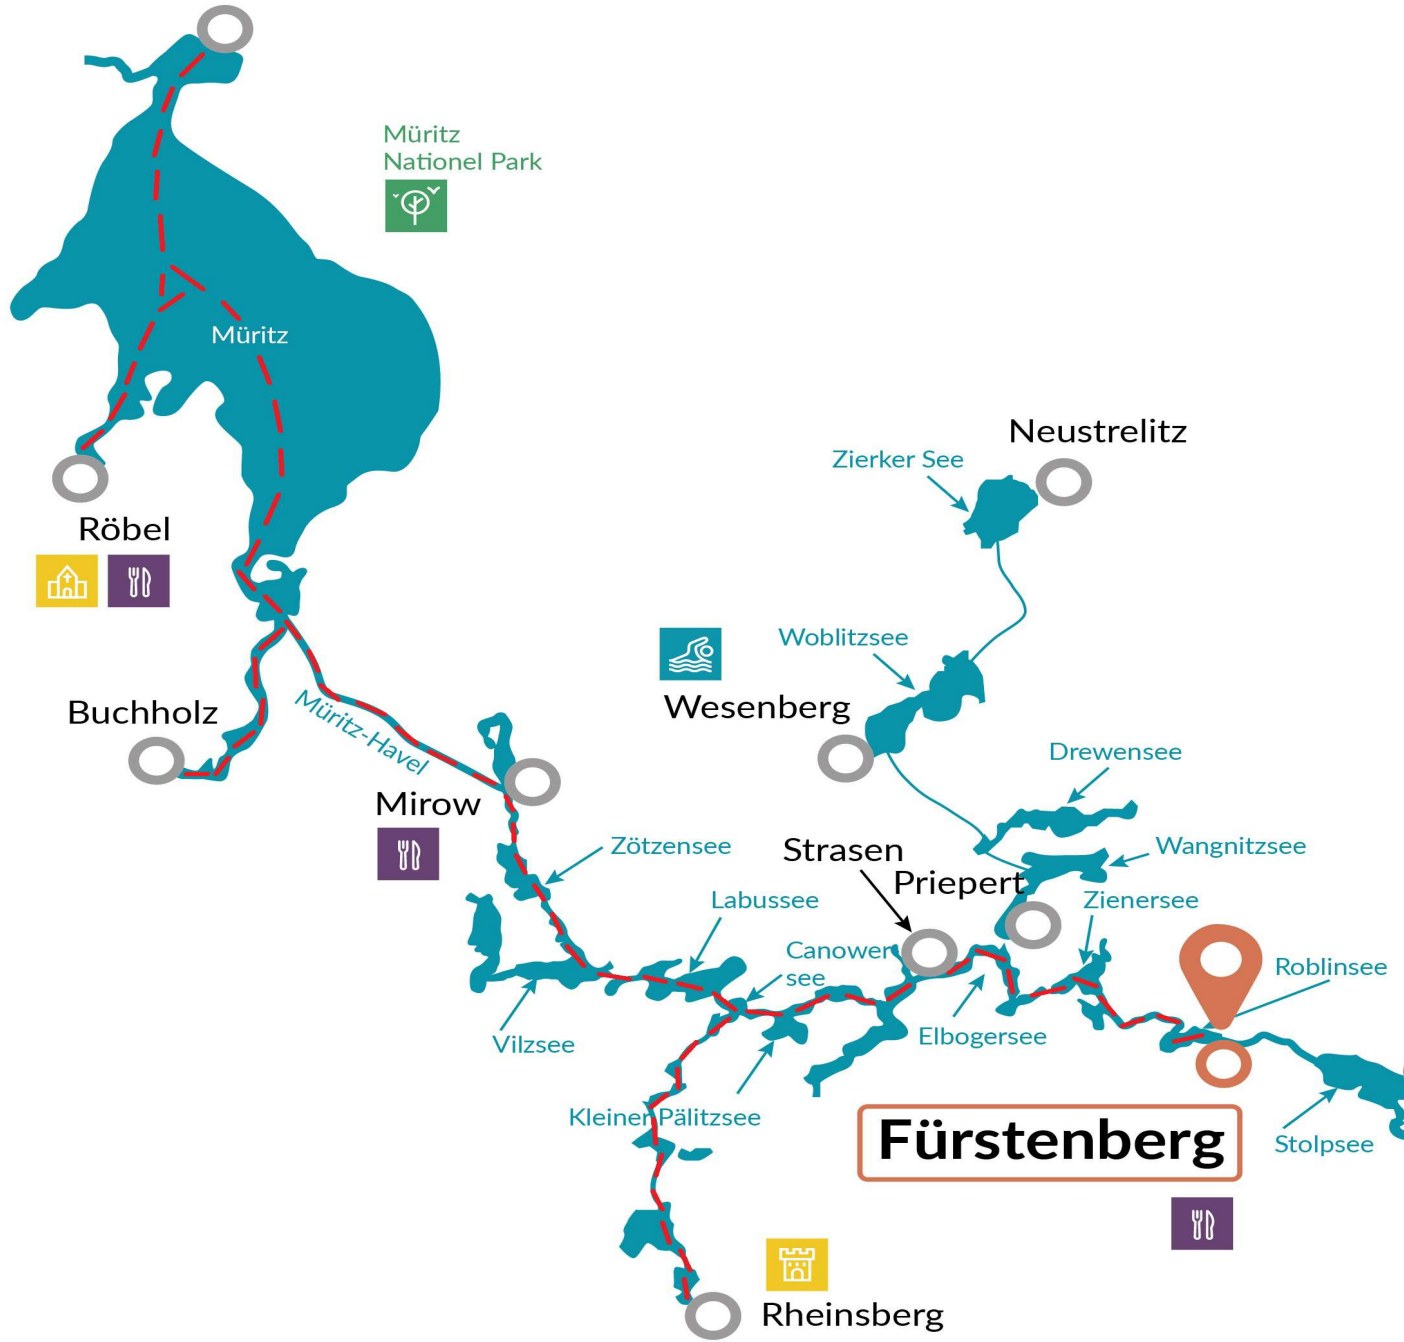 Müritz
Nationel Park
Müritz
Neustrelitz
Zierker See
Röbel
Woblitzsee
Wesenberg
Buchholz
Müritz-Havel
Drewensee
Mirow
Zötzensee
Strasen
Wangnitzsee
Priepert
Labussee
Zienersee
Canower
see
Roblinsee
Vilzsee
Elbogersee
Kleiner Pälitzsee
Fürstenberg
Stolpsee
Rheinsberg